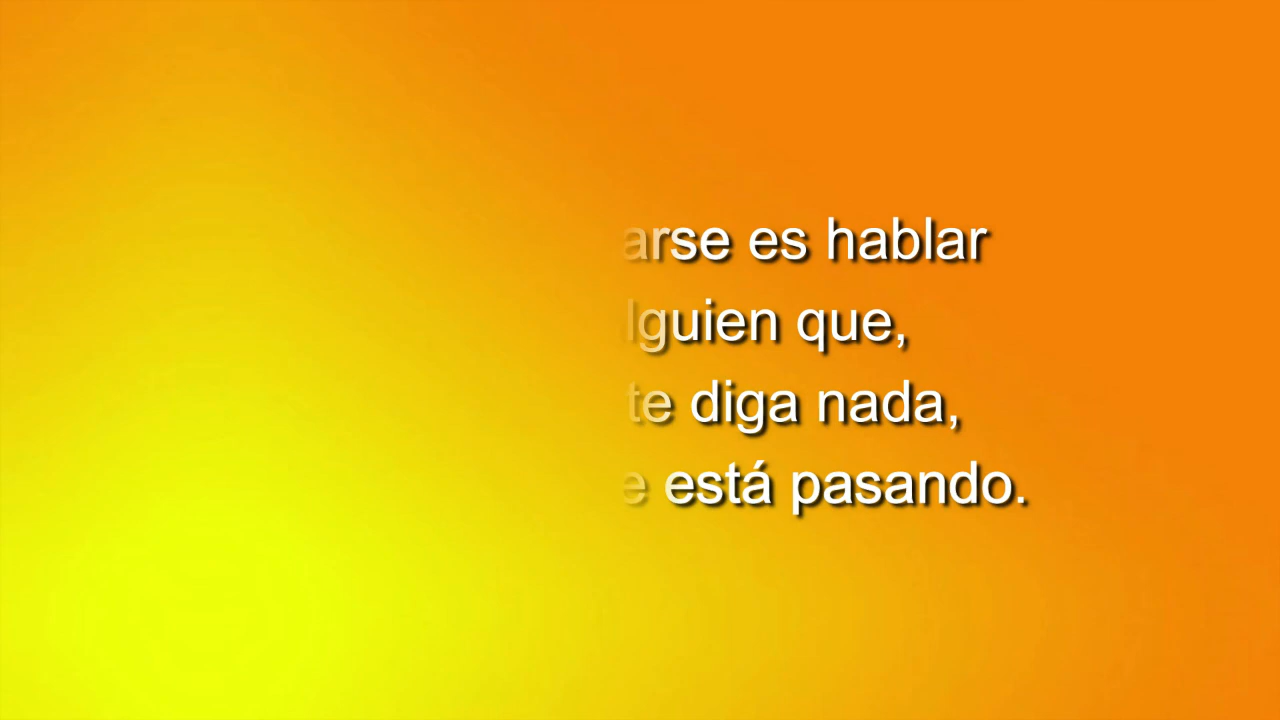 arse es hablar
lguien que,
te diga nada,
e está pasando.